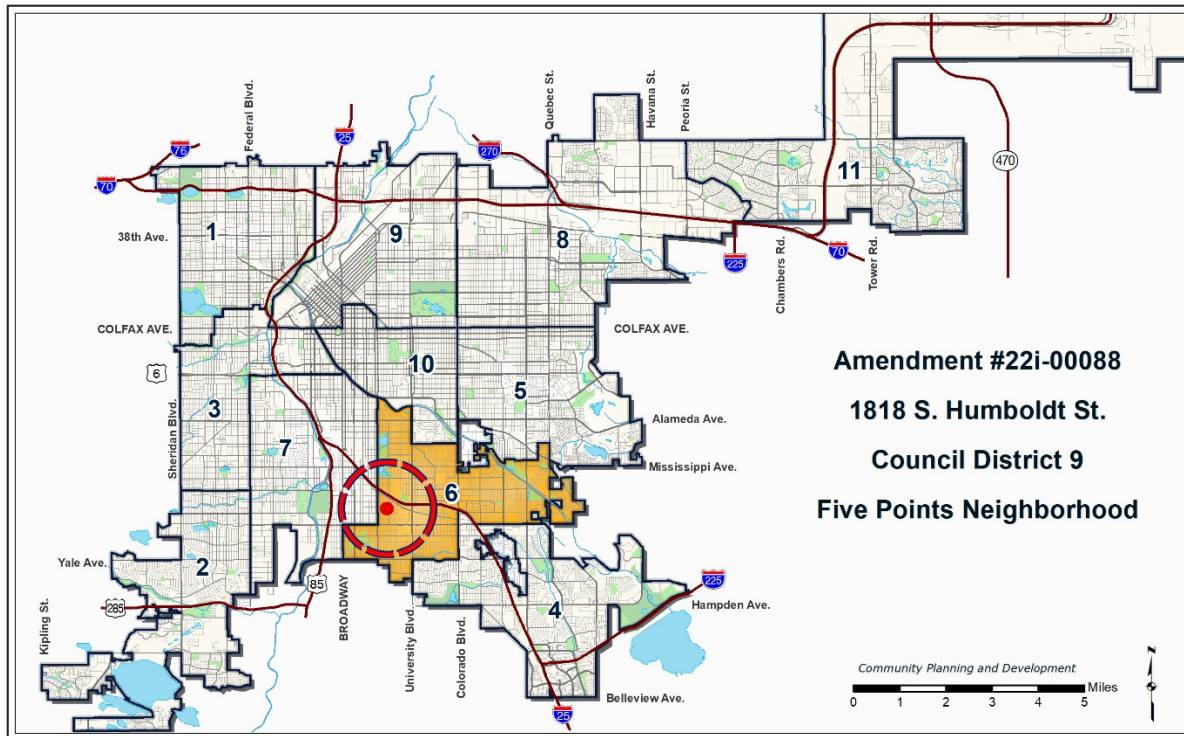 Federal Blvd.
25
76
70
270
Quebec St.
Havana St.
Peoria St.
470
11
1
9
8
38th Ave.
225
Chambers Rd.
70
Tower Rd.
COLFAX AVE.
COLFAX AVE.
6
10
5
3
Sheridan Blvd.
7
Alameda Ave.
Mississippi Ave.
6
Amendment #22i-00088
1818 S. Humboldt St.
Council District 9
Five Points Neighborhood
Yale Ave.
2
85
285
Kipling St.
BROADWAY
University Blvd.
Colorado Blvd.
4
225
Hampden Ave.
25
Belleview Ave.
Community Planning and Development
Miles
0 1 2 3 4 5
N